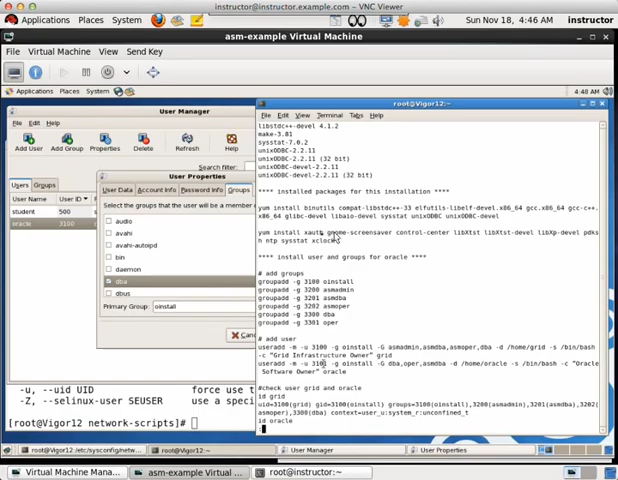 instructor@instructor.example.com – VNC Viewer
Applications Places System
Sun Nov 18, 4:46 AM instructor
asm-example Virtual Machine
File Virtual Machine View Send Key
Applications Places System
4:48 AM
User Manager
File Edit Help
Add User Add Group Properties Delete Refresh Help
Search filter:
Users Groups
User Name
student 500
oracle 3100
User Properties
User Data Account Info Password Info Groups
Select the groups that the user will be a member
audio
avahi
avahi-autoipd
bin
daemon
dba
dbus
Primary Group: oinstall
Can
-u, --uid UID force use t
-Z, --selinux-user SEUSER use a speci
[root@Vigor12 network-scripts]#
root@Vigor12:~
File Edit View Terminal Tabs Help
libstdc++-devel 4.1.2
make-3.81
sysstat-7.0.2
unixODBC-2.2.11
unixODBC-2.2.11 (32 bit)
unixODBC-devel-2.2.11
unixODBC-devel-2.2.11 (32 bit)
**** installed packages for this installation ****
yum install binutils compat-libstdc++-33 elfutils-libelf-devel.x86_64 gcc.x86_64 gcc-c++.
x86_64 glibc-devel libaio-devel sysstat unixODBC unixODBC-devel
yum install xauth gnome-screensaver control-center libXtst libXtst-devel libXp-devel pdks
h ntp sysstat xclock
**** install user and groups for oracle ****
# add groups
groupadd -g 3100 oinstall
groupadd -g 3200 asmadmin
groupadd -g 3201 asmdba
groupadd -g 3202 asmoper
groupadd -g 3300 dba
groupadd -g 3301 oper
# add user
useradd -m -u 3100 -g oinstall -G asmadmin,asmdba,asmoper,dba -d /home/grid -s /bin/bash
-c "Grid Infrastructure Owner" grid
useradd -m -u 3101 -g oinstall -G dba,oper,asmdba -d /home/oracle -s /bin/bash -c "Oracle
Software Owner" oracle
#check user grid and oracle
id grid
uid=3100(grid) gid=3100(oinstall) groups=3100(oinstall),3200(asmadmin),3201(asmdba),3202(
asmoper),3300(dba) context=user_u:system_r:unconfined_t
id oracle
:
[root@Vigor12:/etc/sysconfig/netwo
root@Vigor12:~
User Manager
User Properties
Virtual Machine Mana...
asm-example Virtual ...
root@instructor:~